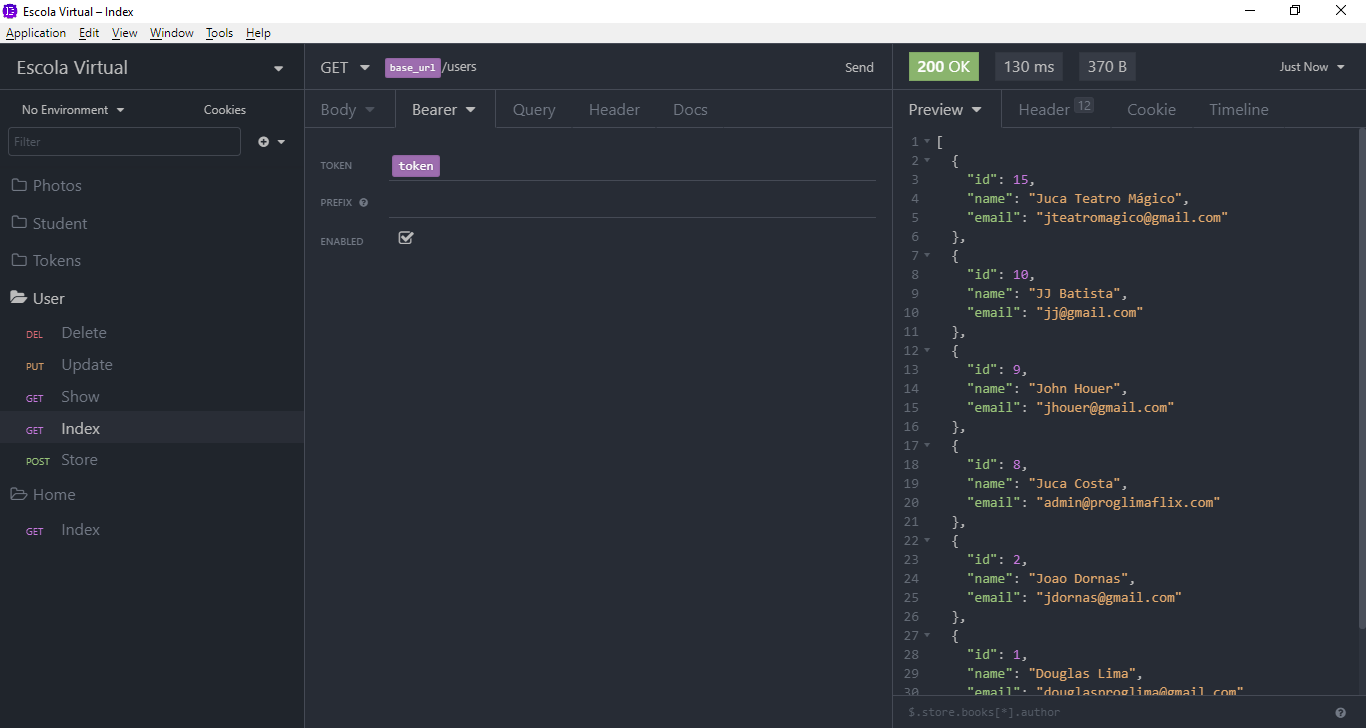 Escola Virtual – Index
Application Edit View Window Tools Help
Escola Virtual
No Environment Cookies
Filter
Photos
Student
Tokens
User
DEL Delete
PUT Update
GET Show
GET Index
POST Store
Home
GET Index
GET base_url /users Send
Body Bearer Query Header Docs
TOKEN token
PREFIX
ENABLED
200 OK 130 ms 370 B Just Now
Preview Header 12 Cookie Timeline
1 [
2 {
3 "id": 15,
4 "name": "Juca Teatro Mágico",
5 "email": "jteatromagico@gmail.com"
6 },
7 {
8 "id": 10,
9 "name": "JJ Batista",
10 "email": "jj@gmail.com"
11 },
12 {
13 "id": 9,
14 "name": "John Houer",
15 "email": "jhouer@gmail.com"
16 },
17 {
18 "id": 8,
19 "name": "Juca Costa",
20 "email": "admin@proglimaflix.com"
21 },
22 {
23 "id": 2,
24 "name": "Joao Dornas",
25 "email": "jdornas@gmail.com"
26 },
27 {
28 "id": 1,
29 "name": "Douglas Lima",
30 "email": "douglasproglima@gmail.com"
$.store.books[*].author